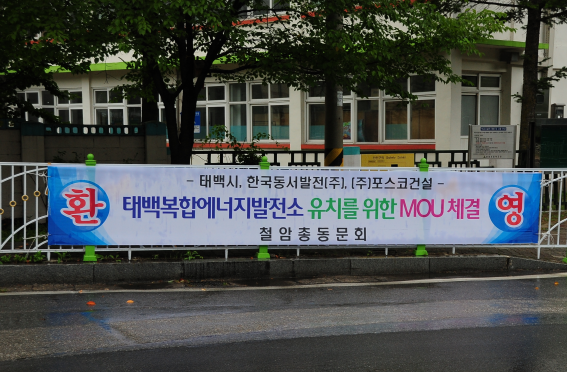 환 영
- 태백시, 한국동서발전(주), (주)포스코건설 -
태백복합에너지발전소 유치를 위한 MOU 체결
철암총동문회